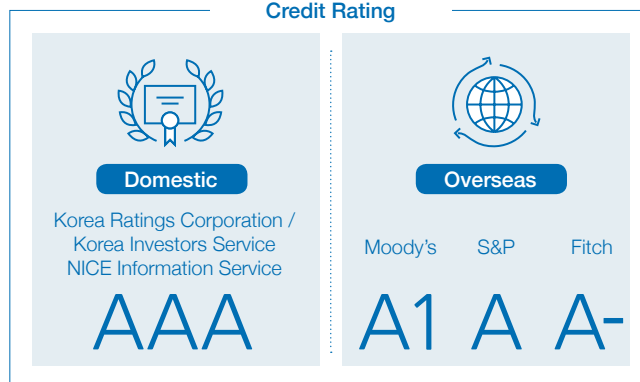 Credit Rating
Domestic
Korea Ratings Corporation /
Korea Investors Service
NICE Information Service
AAA
Overseas
Moody's S&P Fitch
A1 A A-